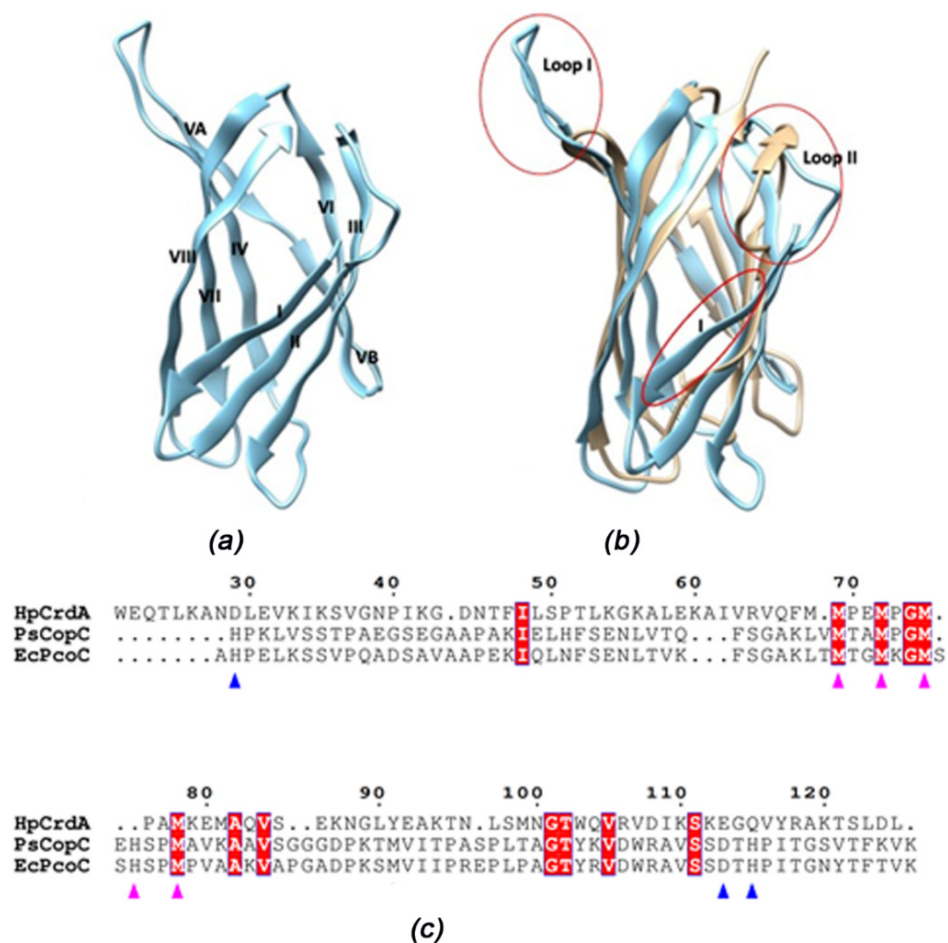 VA
VIII
VII
IV
VI
III
I
II
VB
Loop I
Loop II
I
(a)
(b)
30 40 50 60 70
HpCrdA WEQTLKANDLEVKIKSVGNPIKG.DNTFILSPTLKGKALEKAIVRVQFM.MPEMPGM.
PsCopC ........HPKLVSSTPAEGSEGAAPAKIELHFSENLVTQ...FSGAKLVMTAMPGM
EcPcoC .......AHPELKSSVPQADSAVAAPEKIQLNFSENLTVK...FSGAKLTMTGMKGMS
80 90 100 110 120
HpCrdA ..PAMKEMAQVS..EKNGLYEAKTN.LSMNGTWQVRVDIKSKEGQVYRAKTSLDL.
PsCopC EHSPMAVKAAVSPGGGDPKTMVITPASPLTAGTYKVDWRAVSSDTHPITGSVTFKVK
EcPcoC SHSPMPVAAKVAPGADPKSMVIIPREPLPAGTYRVDWRAVSSDTHPITGNYTFTVK
(c)